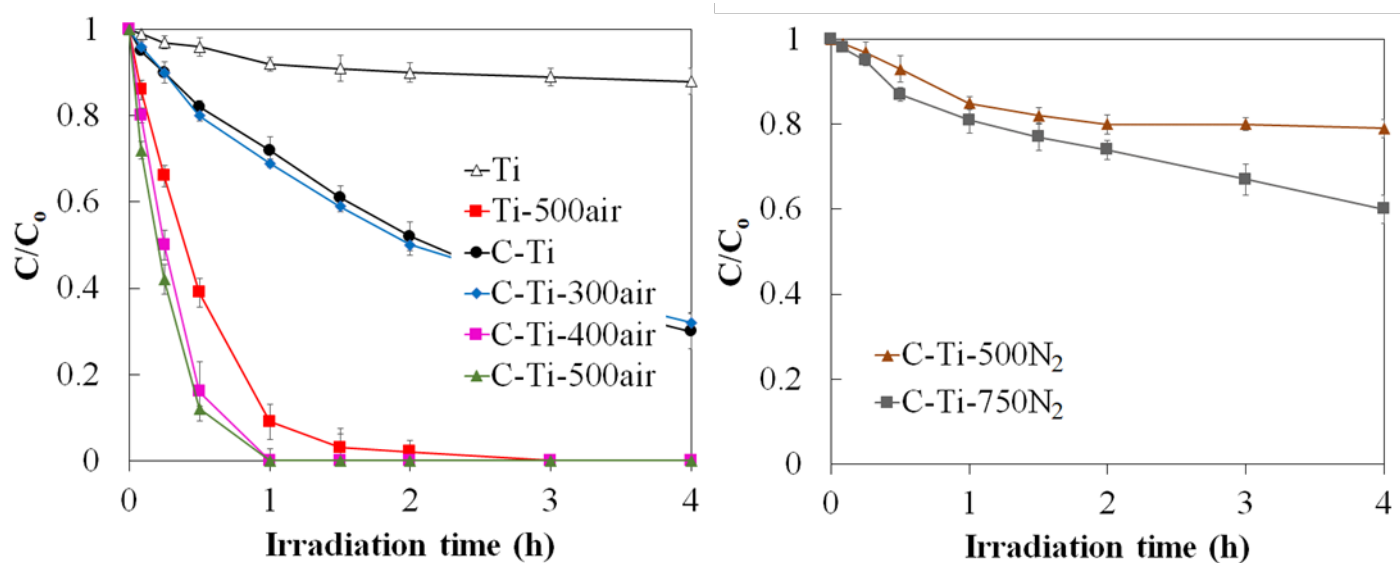 1
0.8
0.6
0.4
0.2
0
C/Co
0
1
2
3
4
Irradiation time (h)
Ti
Ti-500air
C-Ti
C-Ti-300air
C-Ti-400air
C-Ti-500air
1
0.8
0.6
0.4
0.2
0
C/Co
0
1
2
3
4
Irradiation time (h)
C-Ti-500N2
C-Ti-750N2